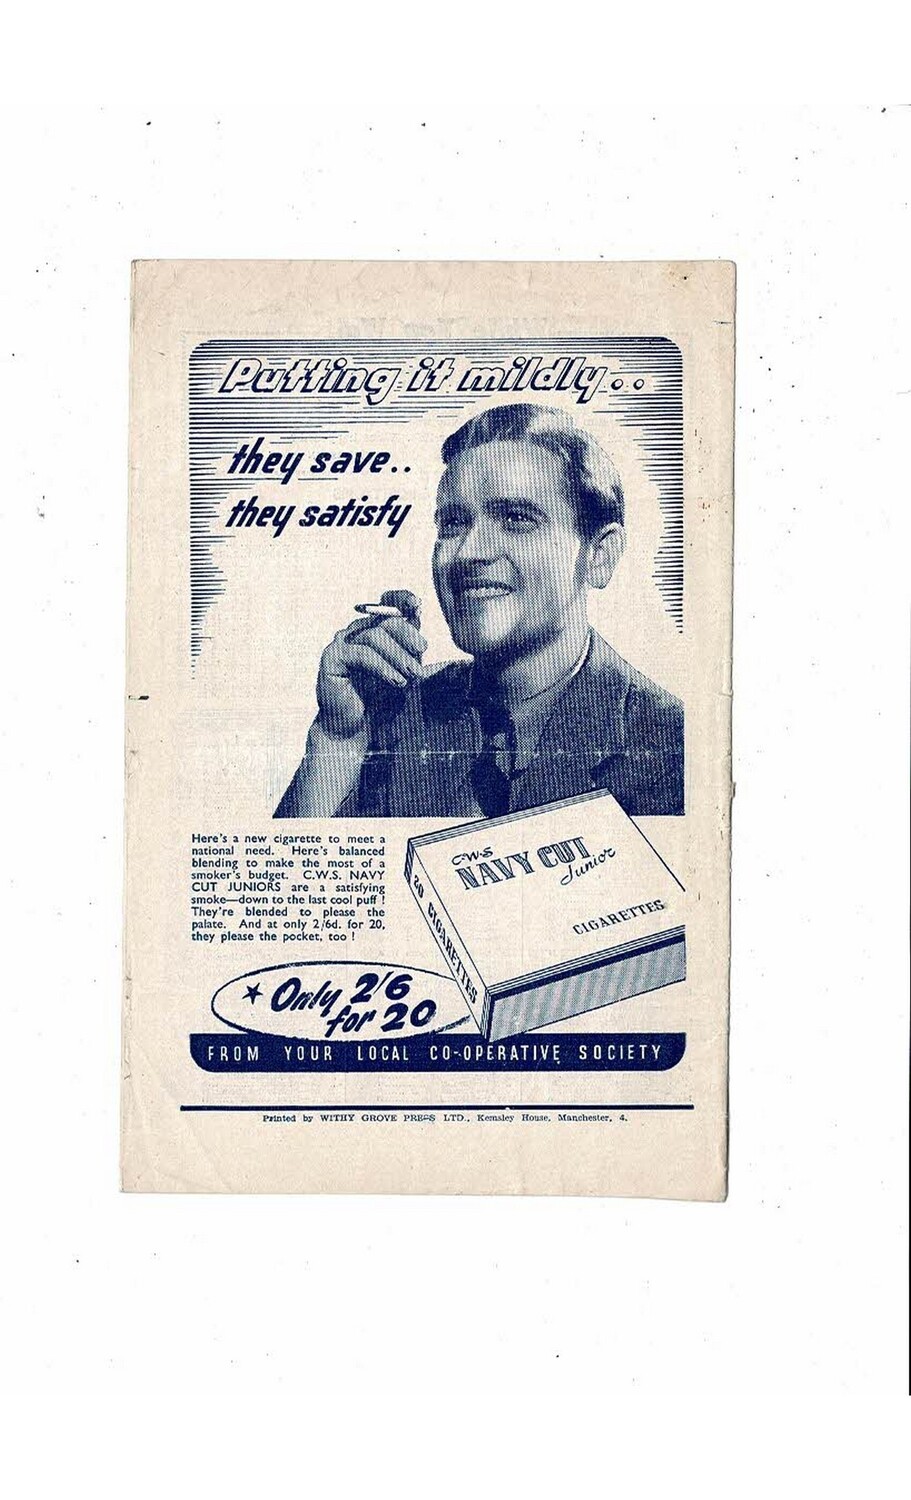 Putting it mildly..
they save..
they satisfy
Here's a new cigarette to meet a
national need. Here's balanced
blending to make the most of a
smoker's budget. C.W.S. NAVY
CUT JUNIORS are a satisfying
smoke—down to the last cool puff!
They're blended to please the
palate. And at only 2/6d. for 20,
they please the pocket, too!
C.W.S
NAVY CUT
Junior
CIGARETTES
20 CIGARETTES
★ Only 2/6
for 20
FROM YOUR LOCAL CO-OPERATIVE SOCIETY
Printed by WITHY GROVE PRESS LTD., Kemsley House, Manchester, 4.